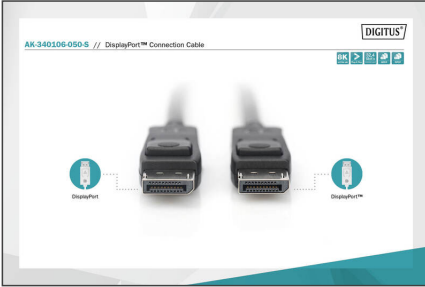 DIGITUS®
AK-340106-050-S // DisplayPort™ Connection Cable
8K
DisplayPort
DisplayPort™